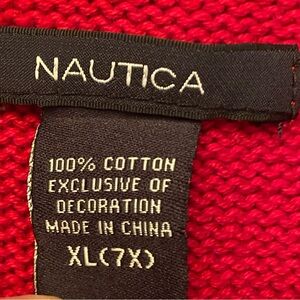 NAUTICA
100% COTTON
EXCLUSIVE OF
DECORATION
MADE IN CHINA
XL(7X)